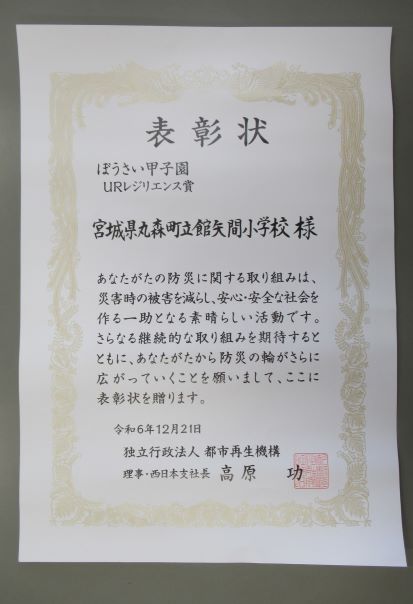 表彰状
ぼうさい甲子園
URレジリエンス賞
宮城県丸森町立舘矢間小学校 様
あなたがたの防災に関する取り組みは、
災害時の被害を減らし、安心・安全な社会を
作る一助となる素晴らしい活動です。
さらなる継続的な取り組みを期待すると
ともに、あなたがたから防災の輪がさらに
広がっていくことを願いまして、ここに
表彰状を贈ります。
令和6年12月21日
独立行政法人 都市再生機構
理事・西日本支社長 高原 功